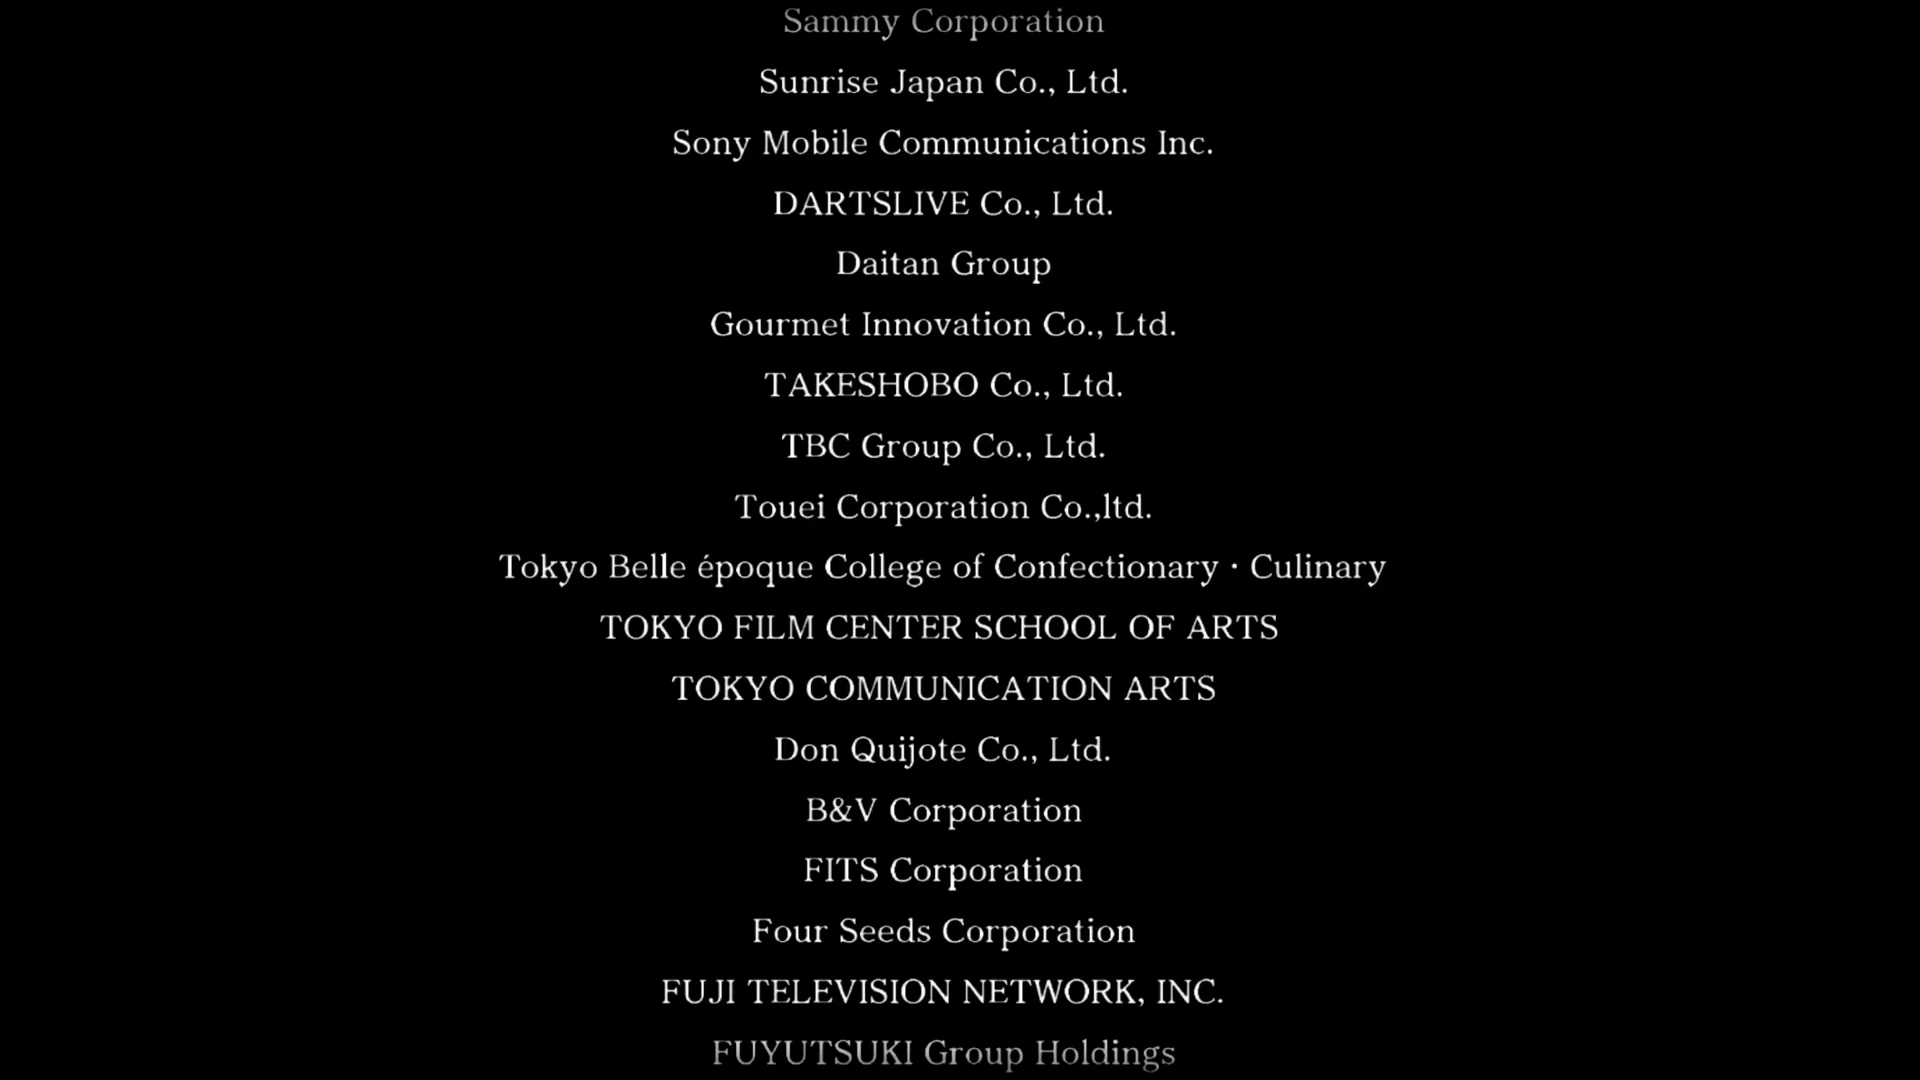 Sammy Corporation
Sunrise Japan Co., Ltd.
Sony Mobile Communications Inc.
DARTSLIVE Co., Ltd.
Daitan Group
Gourmet Innovation Co., Ltd.
TAKESHOBO Co., Ltd.
TBC Group Co., Ltd.
Touei Corporation Co.,ltd.
Tokyo Belle époque College of Confectionary · Culinary
TOKYO FILM CENTER SCHOOL OF ARTS
TOKYO COMMUNICATION ARTS
Don Quijote Co., Ltd.
B&V Corporation
FITS Corporation
Four Seeds Corporation
FUJI TELEVISION NETWORK, INC.
FUYUTSUKI Group Holdings